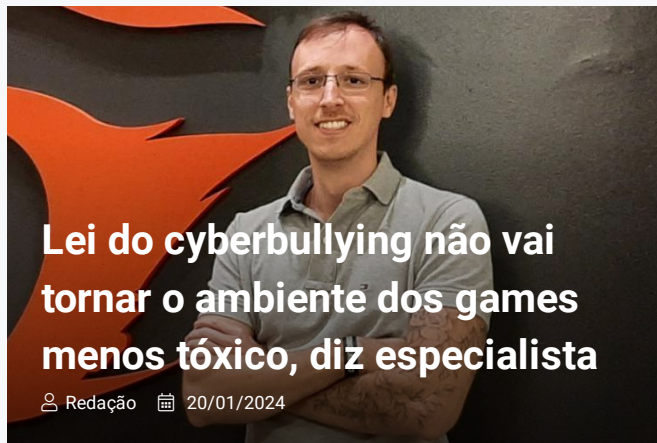 Lei do cyberbullying não vai
tornar o ambiente dos games
menos tóxico, diz especialista
Redação 20/01/2024